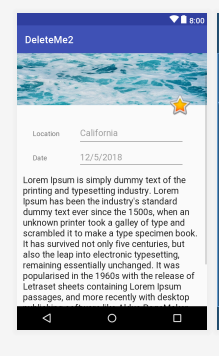 8:00
DeleteMe2
Location California
Date 12/5/2018
Lorem Ipsum is simply dummy text of the
printing and typesetting industry. Lorem
Ipsum has been the industry's standard
dummy text ever since the 1500s, when an
unknown printer took a galley of type and
scrambled it to make a type specimen book.
It has survived not only five centuries, but
also the leap into electronic typesetting,
remaining essentially unchanged. It was
popularised in the 1960s with the release of
Letraset sheets containing Lorem Ipsum
passages, and more recently with desktop